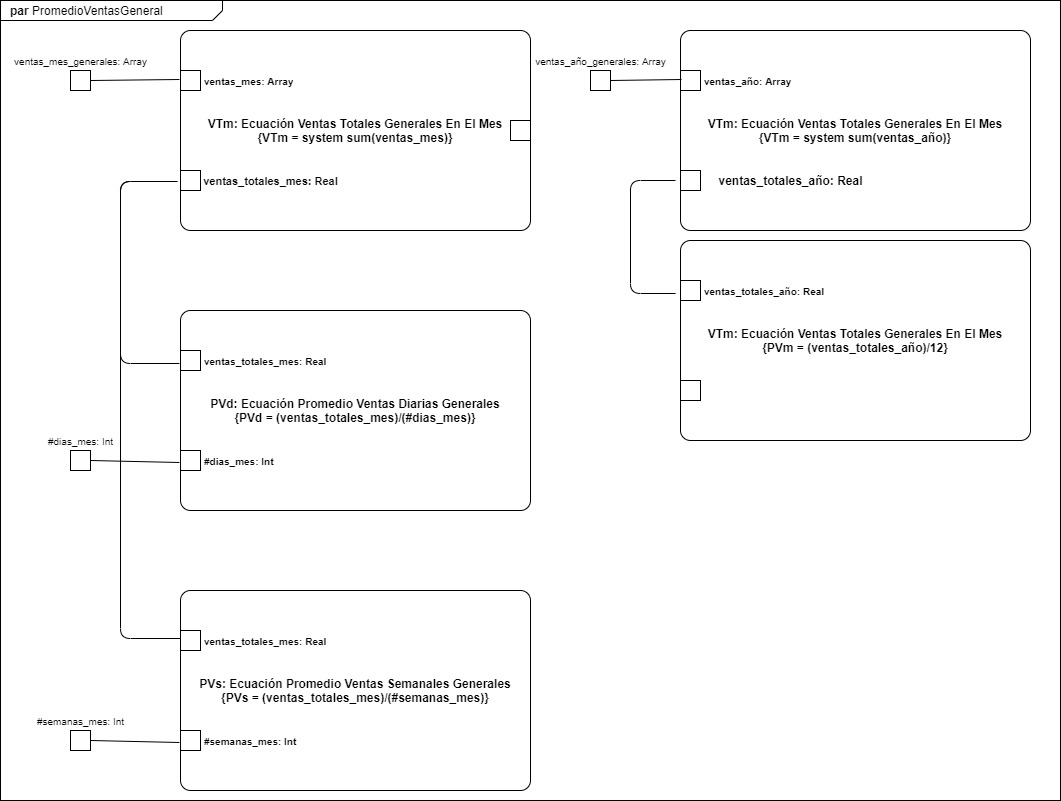 par PromedioVentasGeneral
ventas_mes_generales: Array
ventas_mes: Array
VTm: Ecuación Ventas Totales Generales En El Mes
{VTm = system sum(ventas_mes)}
ventas_totales_mes: Real
ventas_año_generales: Array
ventas_año: Array
VTm: Ecuación Ventas Totales Generales En El Mes
{VTm = system sum(ventas_año)}
ventas_totales_año: Real
ventas_totales_año: Real
VTm: Ecuación Ventas Totales Generales En El Mes
{PVm = (ventas_totales_año)/12}
ventas_totales_mes: Real
PVd: Ecuación Promedio Ventas Diarias Generales
{PVd = (ventas_totales_mes)/(#dias_mes)}
#dias_mes: Int
#dias_mes: Int
ventas_totales_mes: Real
PVs: Ecuación Promedio Ventas Semanales Generales
{PVs = (ventas_totales_mes)/(#semanas_mes)}
#semanas_mes: Int
#semanas_mes: Int